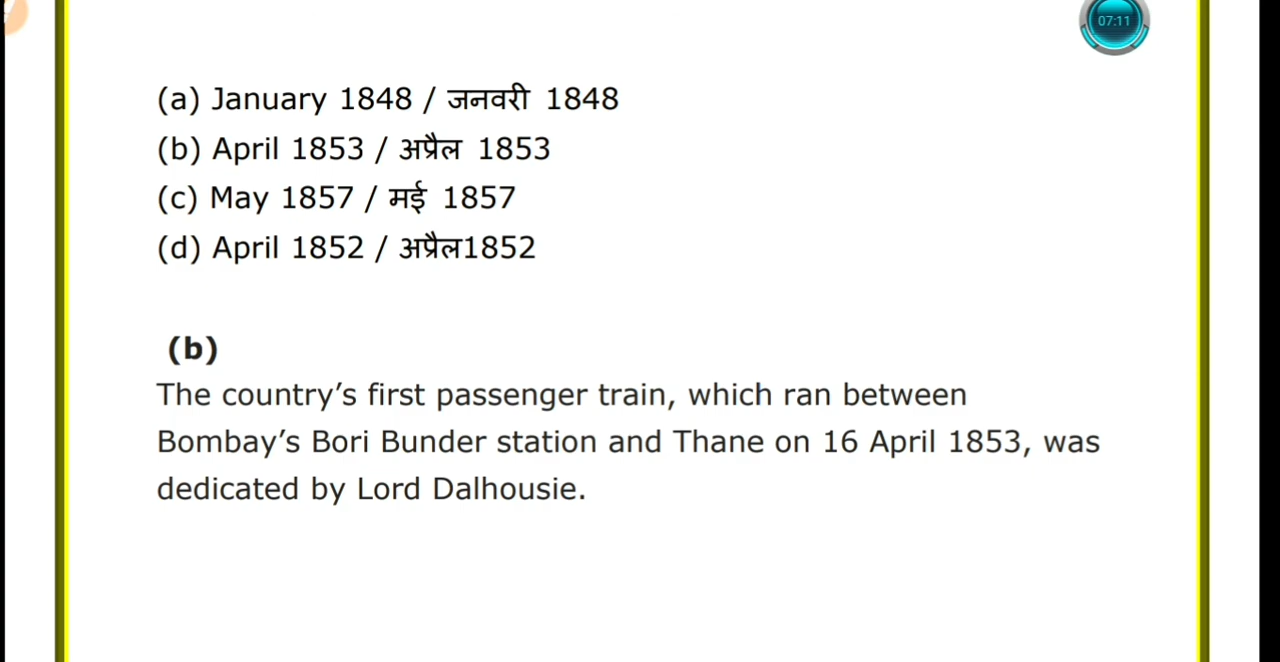 07:11
(a) January 1848 / जनवरी 1848
(b) April 1853 / अप्रैल 1853
(c) May 1857 / मई 1857
(d) April 1852 / अप्रैल1852
(b)
The country’s first passenger train, which ran between
Bombay’s Bori Bunder station and Thane on 16 April 1853, was
dedicated by Lord Dalhousie.